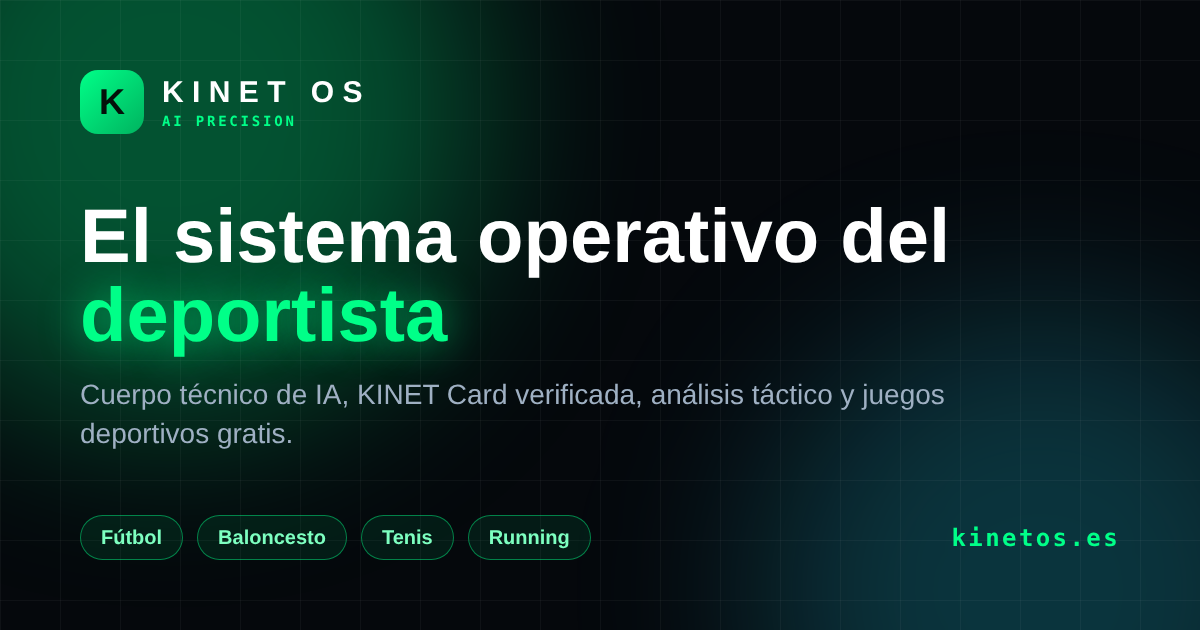 K
KINET OS
AI PRECISION
El sistema operativo del
deportista
Cuerpo técnico de IA, KINET Card verificada, análisis táctico y juegos
deportivos gratis.
Fútbol
Baloncesto
Tenis
Running
kinetos.es